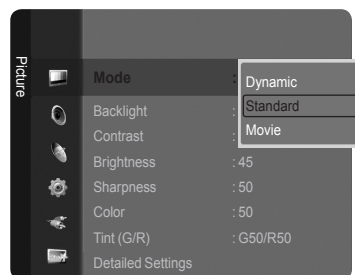 Picture
Mode :
Dynamic
Standard
Movie
Backlight :
Contrast :
Brightness : 45
Sharpness : 50
Color : 50
Tint (G/R) : G50/R50
Detailed Settings